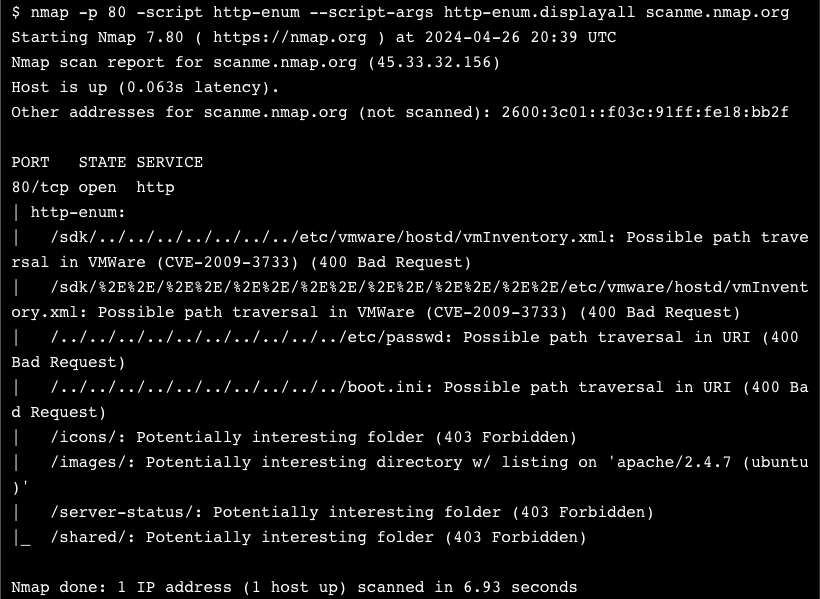 $ nmap -p 80 -script http-enum --script-args http-enum.displayall scanme.nmap.org
Starting Nmap 7.80 ( https://nmap.org ) at 2024-04-26 20:39 UTC
Nmap scan report for scanme.nmap.org (45.33.32.156)
Host is up (0.063s latency).
Other addresses for scanme.nmap.org (not scanned): 2600:3c01::f03c:91ff:fe18:bb2f

PORT   STATE SERVICE
80/tcp open  http
| http-enum:
|   /sdk/../../../../../../../etc/vmware/hostd/vmInventory.xml: Possible path trave
rsal in VMWare (CVE-2009-3733) (400 Bad Request)
|   /sdk/%2E%2E/%2E%2E/%2E%2E/%2E%2E/%2E%2E/%2E%2E/%2E%2E/etc/vmware/hostd/vmInvent
ory.xml: Possible path traversal in VMWare (CVE-2009-3733) (400 Bad Request)
|   /../../../../../../../../../../etc/passwd: Possible path traversal in URI (400
Bad Request)
|   /../../../../../../../../../../boot.ini: Possible path traversal in URI (400 Ba
d Request)
|   /icons/: Potentially interesting folder (403 Forbidden)
|   /images/: Potentially interesting directory w/ listing on 'apache/2.4.7 (ubuntu
)'
|   /server-status/: Potentially interesting folder (403 Forbidden)
|_  /shared/: Potentially interesting folder (403 Forbidden)

Nmap done: 1 IP address (1 host up) scanned in 6.93 seconds